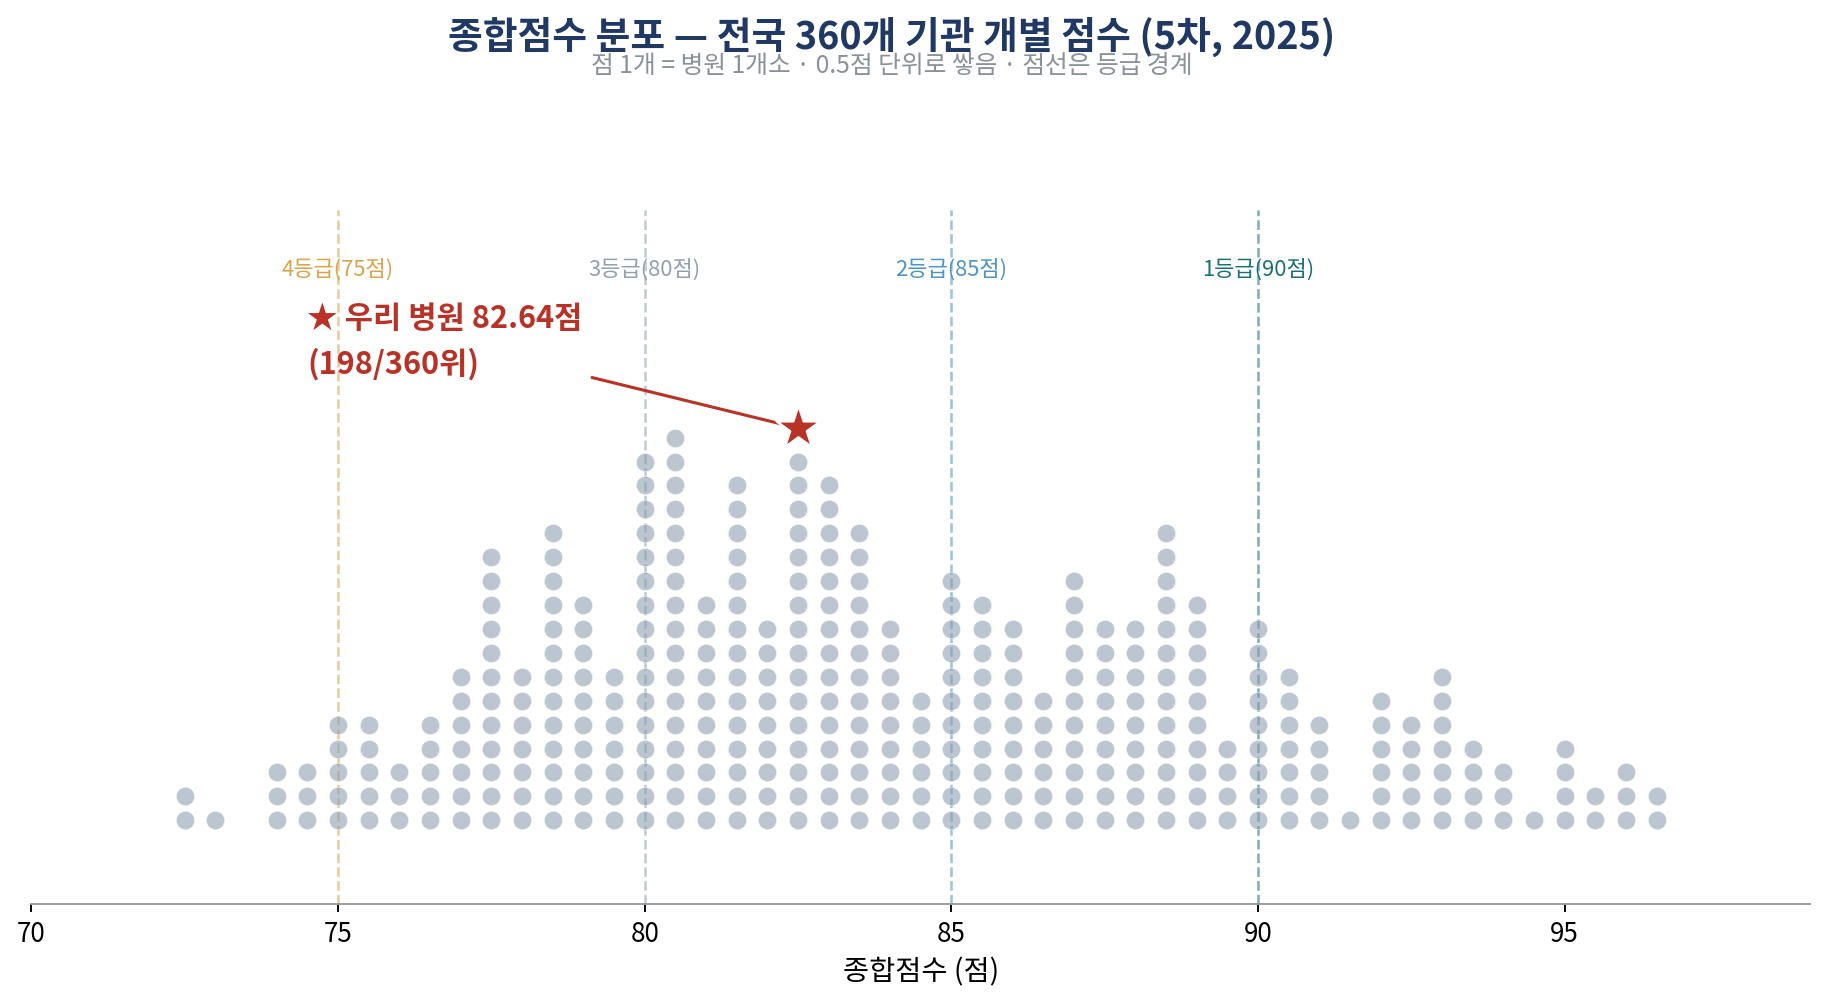 종합점수 분포 — 전국 360개 기관 개별 점수 (5차, 2025)
점 1개 = 병원 1개소 · 0.5점 단위로 쌓음 · 점선은 등급 경계
4등급(75점)
3등급(80점)
2등급(85점)
1등급(90점)
★ 우리 병원 82.64점
(198/360위)
70
75
80
85
90
95
종합점수 (점)